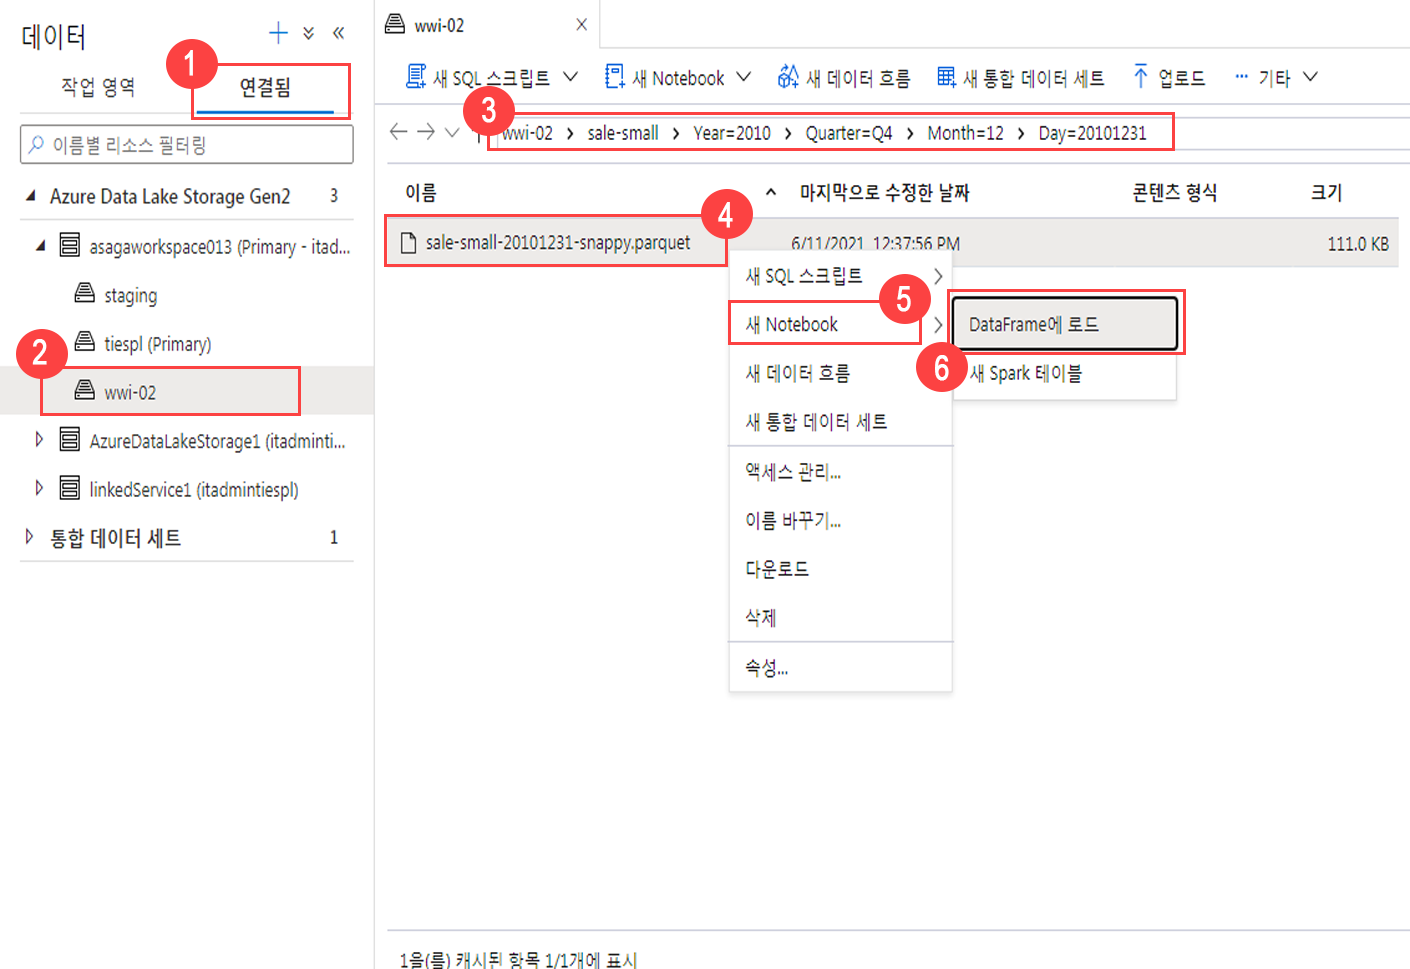 데이터
1
작업 영역
연결됨
이름별 리소스 필터링
Azure Data Lake Storage Gen2 3
asagaworkspace013 (Primary - itad...
staging
tiespl (Primary)
2
wwi-02
AzureDataLakeStorage1 (itadminti...
linkedService1 (itadmintiespl)
통합 데이터 세트 1
wwi-02
새 SQL 스크립트
새 Notebook
새 데이터 흐름
새 통합 데이터 세트
업로드
기타
3
wwi-02 > sale-small > Year=2010 > Quarter=Q4 > Month=12 > Day=20101231
이름
마지막으로 수정한 날짜
콘텐츠 형식
크기
4
sale-small-20101231-snappy.parquet
6/11/2021, 12:37:56 PM
111.0 KB
새 SQL 스크립트
5
새 Notebook
새 데이터 흐름
새 통합 데이터 세트
액세스 관리...
이름 바꾸기...
다운로드
삭제
속성...
DataFrame에 로드
6
새 Spark 테이블
1을(를) 캐시된 항목 1/1개에 표시